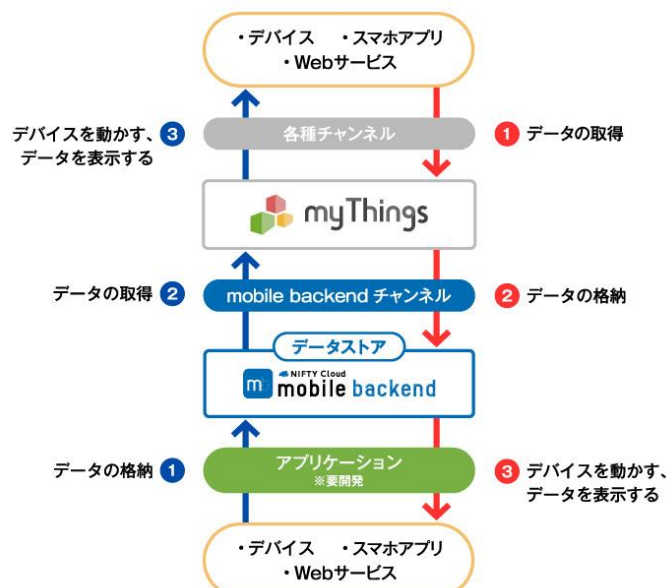 ・デバイス ・スマホアプリ
・Webサービス
デバイスを動かす、 3
データを表示する
各種チャンネル
1 データの取得
myThings
データの取得 2
mobile backend チャンネル
2 データの格納
データストア
m
NIFTY Cloud
mobile backend
データの格納 1
アプリケーション
※要開発
3 デバイスを動かす、
データを表示する
・デバイス ・スマホアプリ
・Webサービス